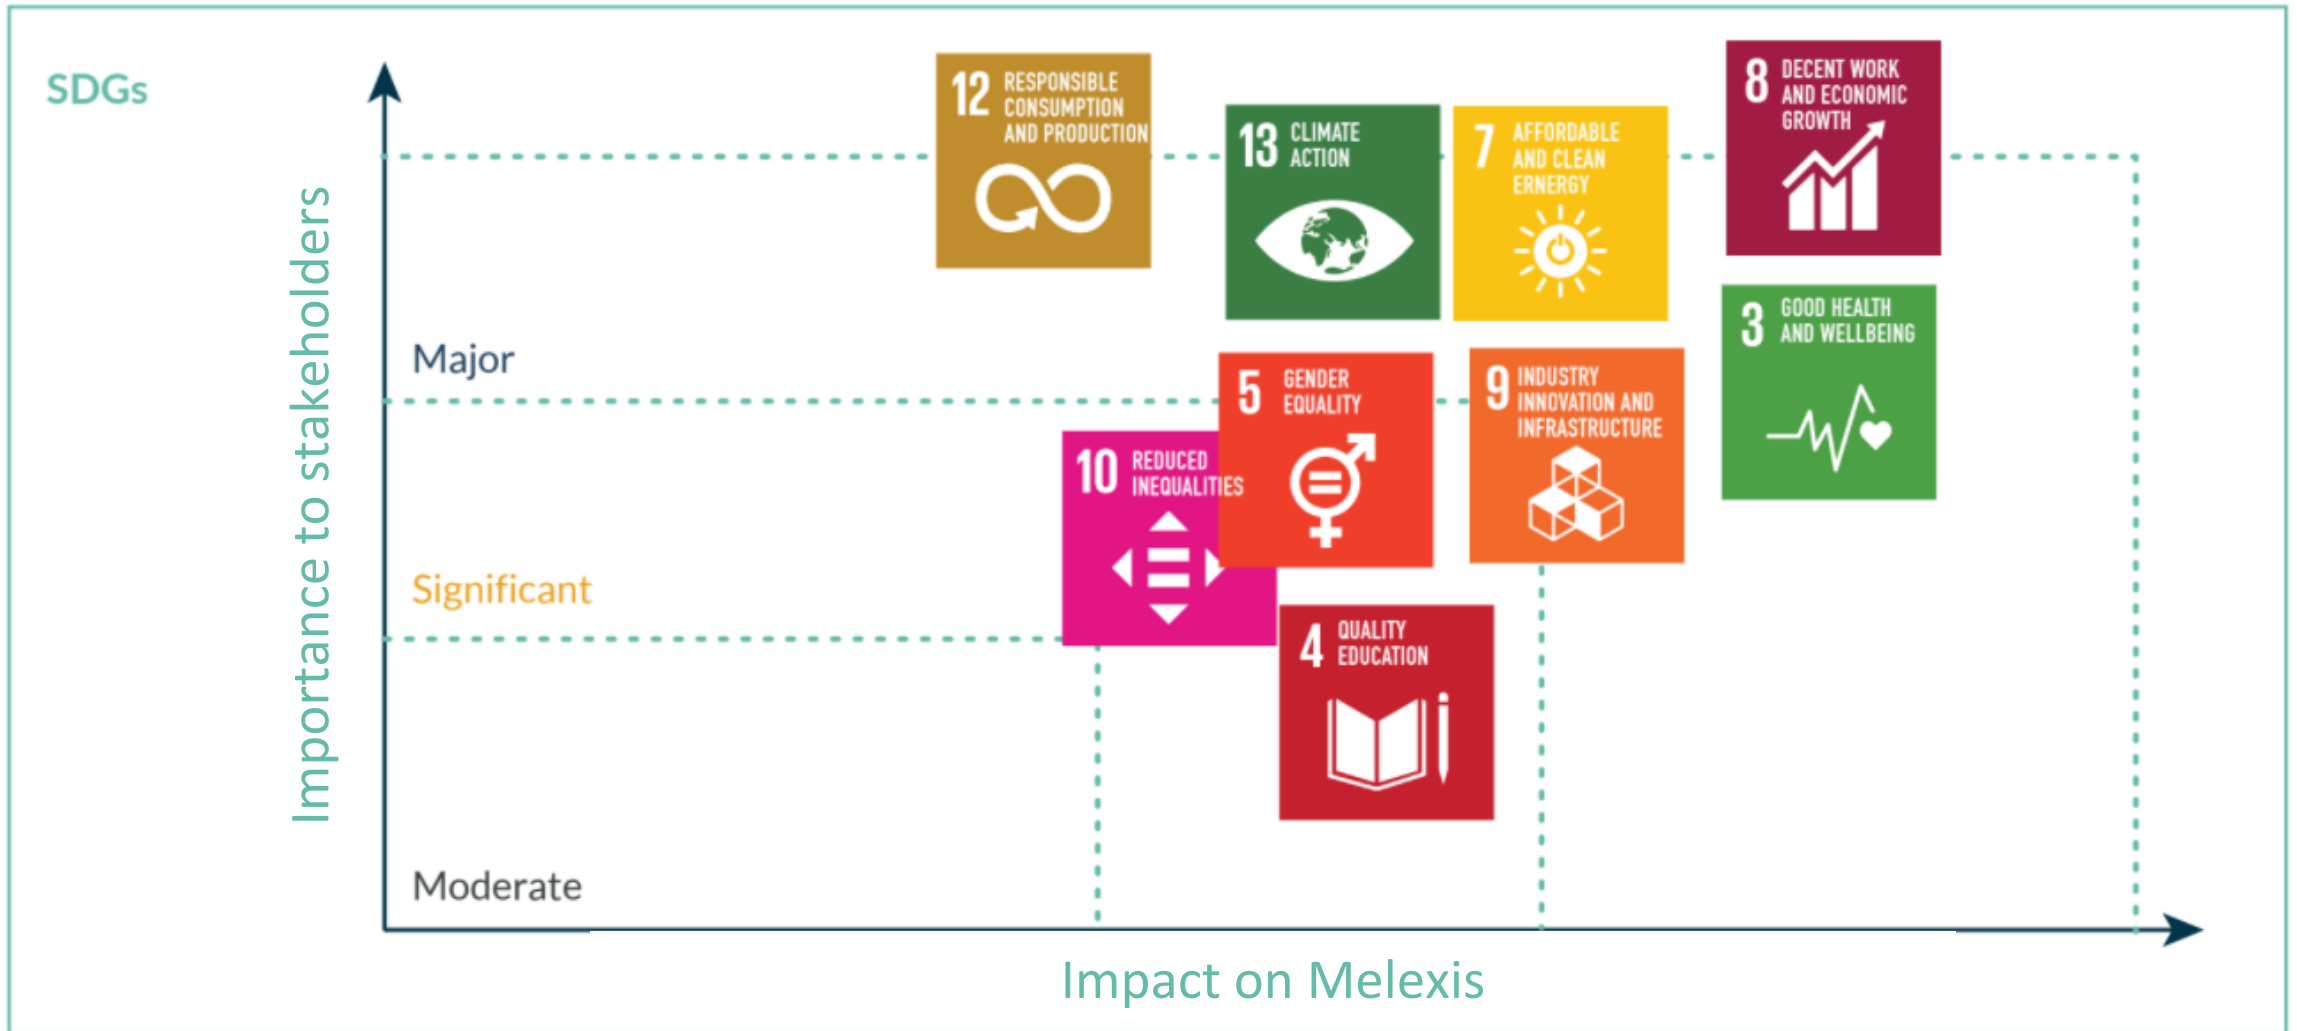 SDGs
12 RESPONSIBLE
CONSUMPTION
AND PRODUCTION
13 CLIMATE
ACTION
7 AFFORDABLE
AND CLEAN
ERNERGY
8 DECENT WORK
AND ECONOMIC
GROWTH
3 GOOD HEALTH
AND WELLBEING
Importance to stakeholders
Major
5 GENDER
EQUALITY
9 INDUSTRY
INNOVATION AND
INFRASTRUCTURE
10 REDUCED
INEQUALITIES
Significant
4 QUALITY
EDUCATION
Moderate
Impact on Melexis